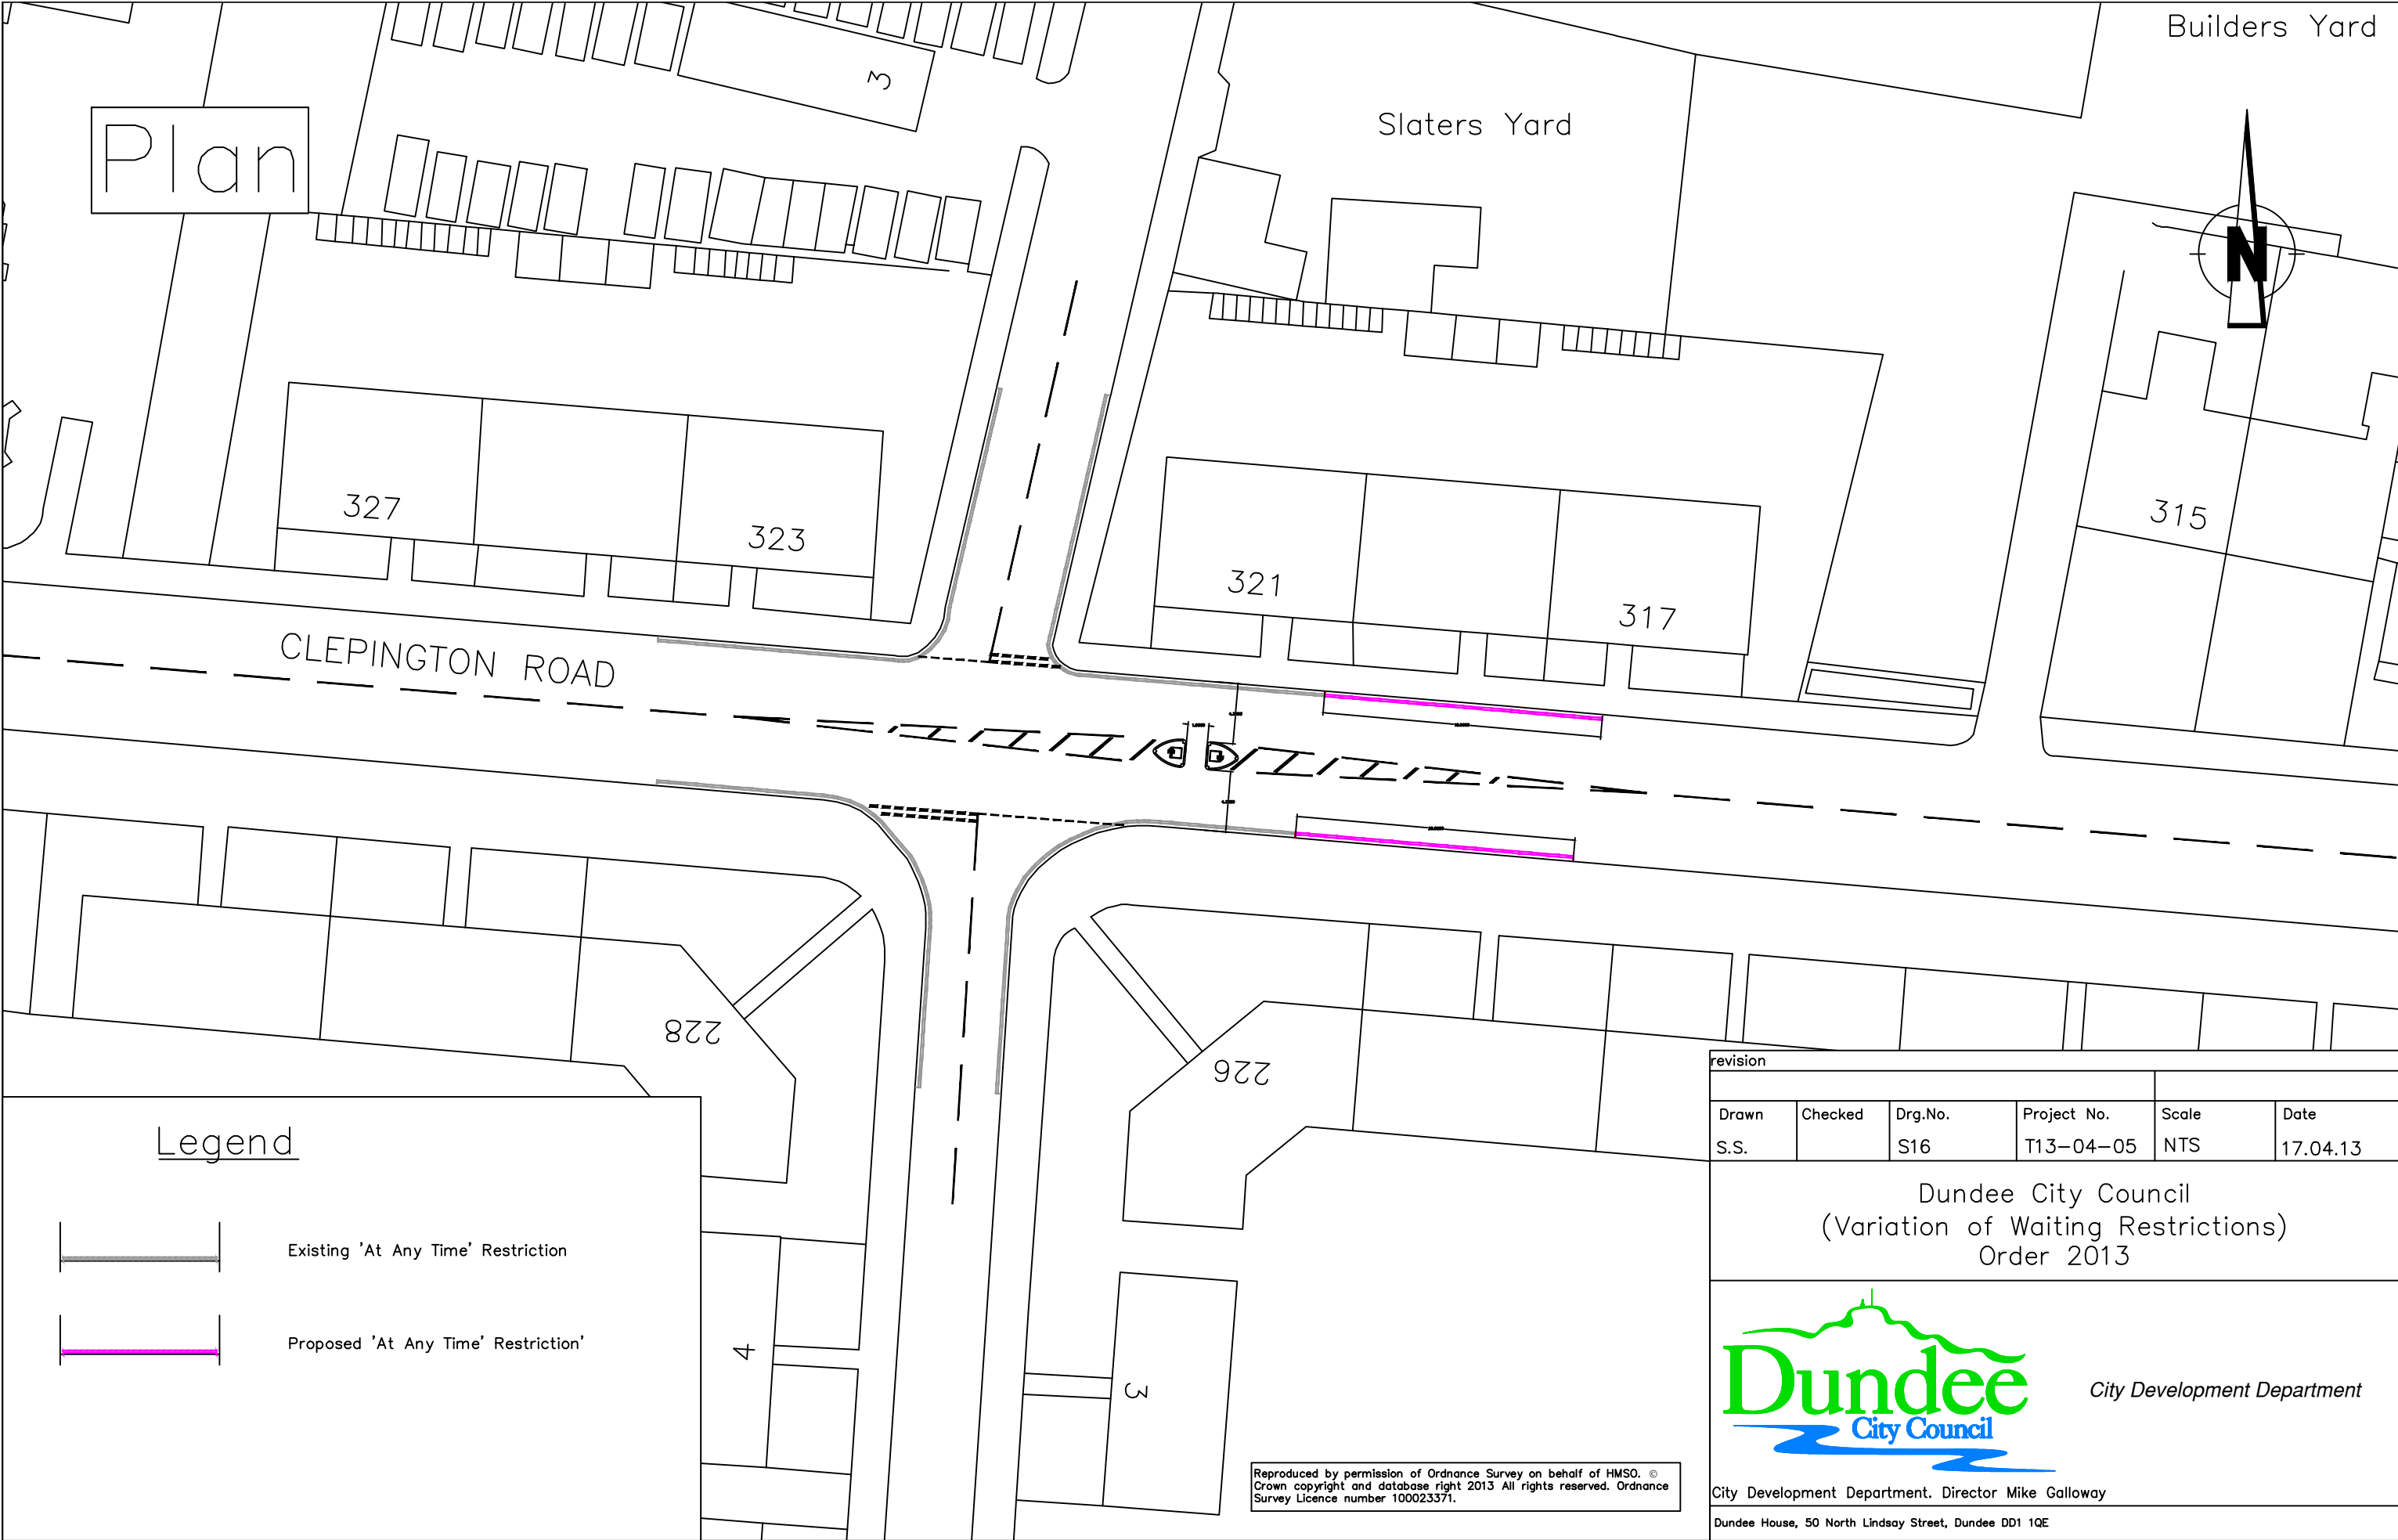 Builders Yard
3
Slaters Yard
Plan
N
327
323
321
317
315
CLEPINGTON ROAD
228
226
4
3
Legend
Existing 'At Any Time' Restriction
Proposed 'At Any Time' Restriction'
revision
Drawn Checked Drg.No. Project No. Scale Date
S.S. S16 T13-04-05 NTS 17.04.13
Dundee City Council
(Variation of Waiting Restrictions)
Order 2013
Dundee
City Council
City Development Department
City Development Department. Director Mike Galloway
Dundee House, 50 North Lindsay Street, Dundee DD1 1QE
Reproduced by permission of Ordnance Survey on behalf of HMSO. ©
Crown copyright and database right 2013 All rights reserved. Ordnance
Survey Licence number 100023371.